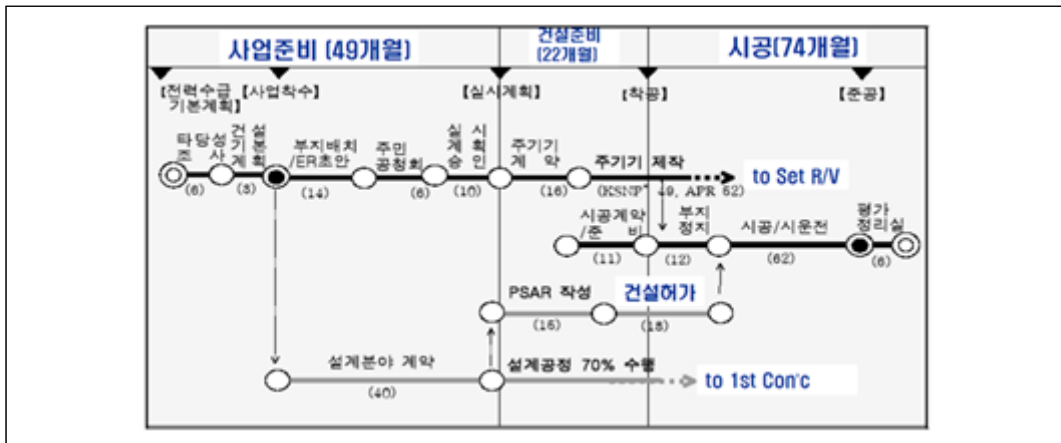 사업준비 (49개월)
건설준비
(22개월)
시공(74개월)
【전력수급
기본계획】
【사업착수】
【실시계획】
【착공】
【준공】
타당성
조 사
건 설
기 본
계 획
부지배치
/ER초안
주민
공청회
실 시
계 획
승 인
주기기
계 약
주기기 제작
to Set R/V
(6)
(3)
(14)
(6)
(10)
(16)
(KSNP⁺ 49, APR 62)
시공계약
/준 비
부지
정지
시공/시운전
평가
정리실
(11)
(12)
(62)
(6)
PSAR 작성
건설허가
(16)
(18)
설계분야 계약
설계공정 70% 수행
to 1st Con'c
(40)